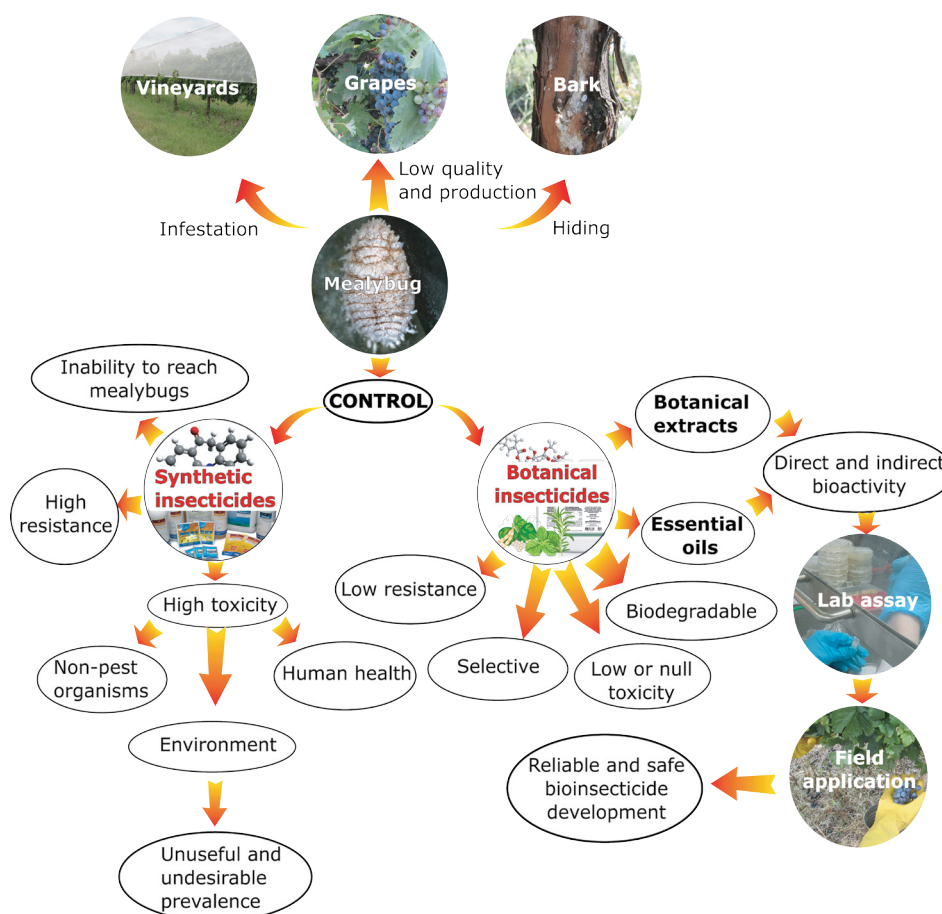 Vineyards
Grapes
Bark
Low quality
and production
Infestation
Hiding
Mealybug
Inability to reach
mealybugs
CONTROL
Botanical
extracts
Synthetic
insecticides
Botanical
insecticides
Direct and indirect
bioactivity
High
resistance
Essential
oils
Low resistance
High toxicity
Biodegradable
Lab assay
Non-pest
organisms
Human health
Selective
Low or null
toxicity
Environment
Reliable and safe
bioinsecticide
development
Field
application
Unuseful and
undesirable
prevalence